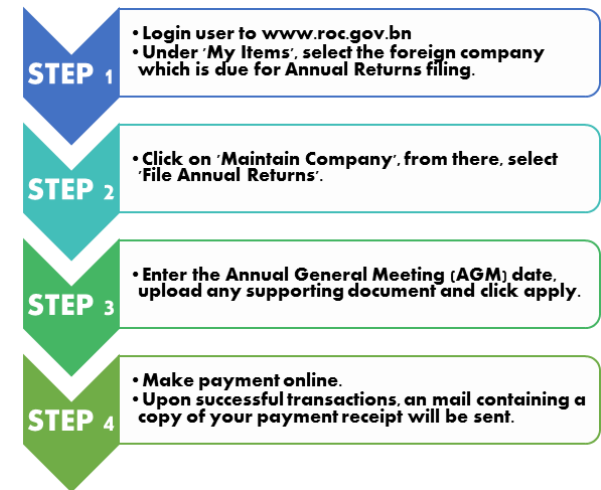 STEP 1
• Login user to www.roc.gov.bn
• Under 'My Items', select the foreign company
which is due for Annual Returns filing.
STEP 2
• Click on 'Maintain Company', from there, select
'File Annual Returns'.
STEP 3
• Enter the Annual General Meeting (AGM) date,
upload any supporting document and click apply.
STEP 4
• Make payment online.
• Upon successful transactions, an mail containing a
copy of your payment receipt will be sent.